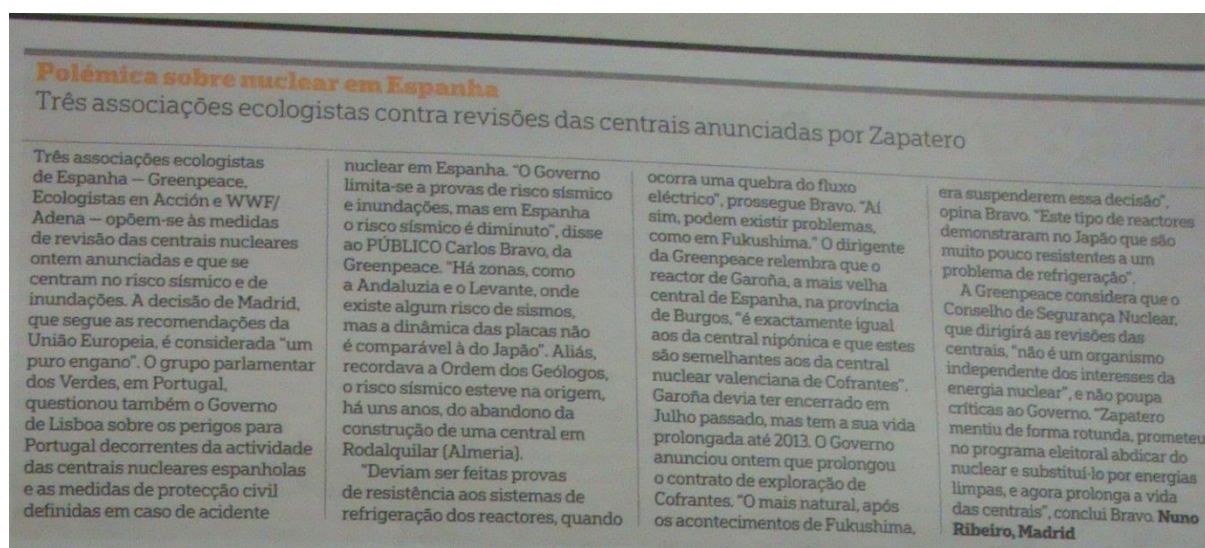 Polémica sobre nuclear em Espanha
Três associações ecologistas contra revisões das centrais anunciadas por Zapatero
Três associações ecologistas
de Espanha — Greenpeace,
Ecologistas en Acción e WWF/
Adena — opõem-se às medidas
de revisão das centrais nucleares
ontem anunciadas e que se
centram no risco sísmico e de
inundações. A decisão de Madrid,
que segue as recomendações da
União Europeia, é considerada "um
puro engano". O grupo parlamentar
dos Verdes, em Portugal,
questionou também o Governo
de Lisboa sobre os perigos para
Portugal decorrentes da actividade
das centrais nucleares espanholas
e as medidas de protecção civil
definidas em caso de acidente
nuclear em Espanha. "O Governo
limita-se a provas de risco sísmico
e inundações, mas em Espanha
o risco sísmico é diminuto", disse
ao PÚBLICO Carlos Bravo, da
Greenpeace. "Há zonas, como
a Andaluzia e o Levante, onde
existe algum risco de sismos,
mas a dinâmica das placas não
é comparável à do Japão". Aliás,
recordava a Ordem dos Geólogos,
o risco sísmico esteve na origem,
há uns anos, do abandono da
construção de uma central em
Rodalquilar (Almeria).
"Deviam ser feitas provas
de resistência aos sistemas de
refrigeração dos reactores, quando
ocorra uma quebra do fluxo
eléctrico", prossegue Bravo. "Aí
sim, podem existir problemas,
como em Fukushima." O dirigente
da Greenpeace relembra que o
reactor de Garoña, a mais velha
central de Espanha, na província
de Burgos, "é exactamente igual
aos da central nipónica e que estes
são semelhantes aos da central
nuclear valenciana de Cofrantes".
Garoña devia ter encerrado em
Julho passado, mas tem a sua vida
prolongada até 2013. O Governo
anunciou ontem que prolongou
o contrato de exploração de
Cofrantes. "O mais natural, após
os acontecimentos de Fukushima,
era suspenderem essa decisão",
opina Bravo. "Este tipo de reactores
demonstraram no Japão que são
muito pouco resistentes a um
problema de refrigeração".
A Greenpeace considera que o
Conselho de Segurança Nuclear,
que dirigirá as revisões das
centrais, "não é um organismo
independente dos interesses da
energia nuclear", e não poupa
críticas ao Governo. "Zapatero
mentiu de forma rotunda, prometeu
no programa eleitoral abdicar do
nuclear e substituí-lo por energias
limpas, e agora prolonga a vida
das centrais", conclui Bravo. Nuno
Ribeiro, Madrid